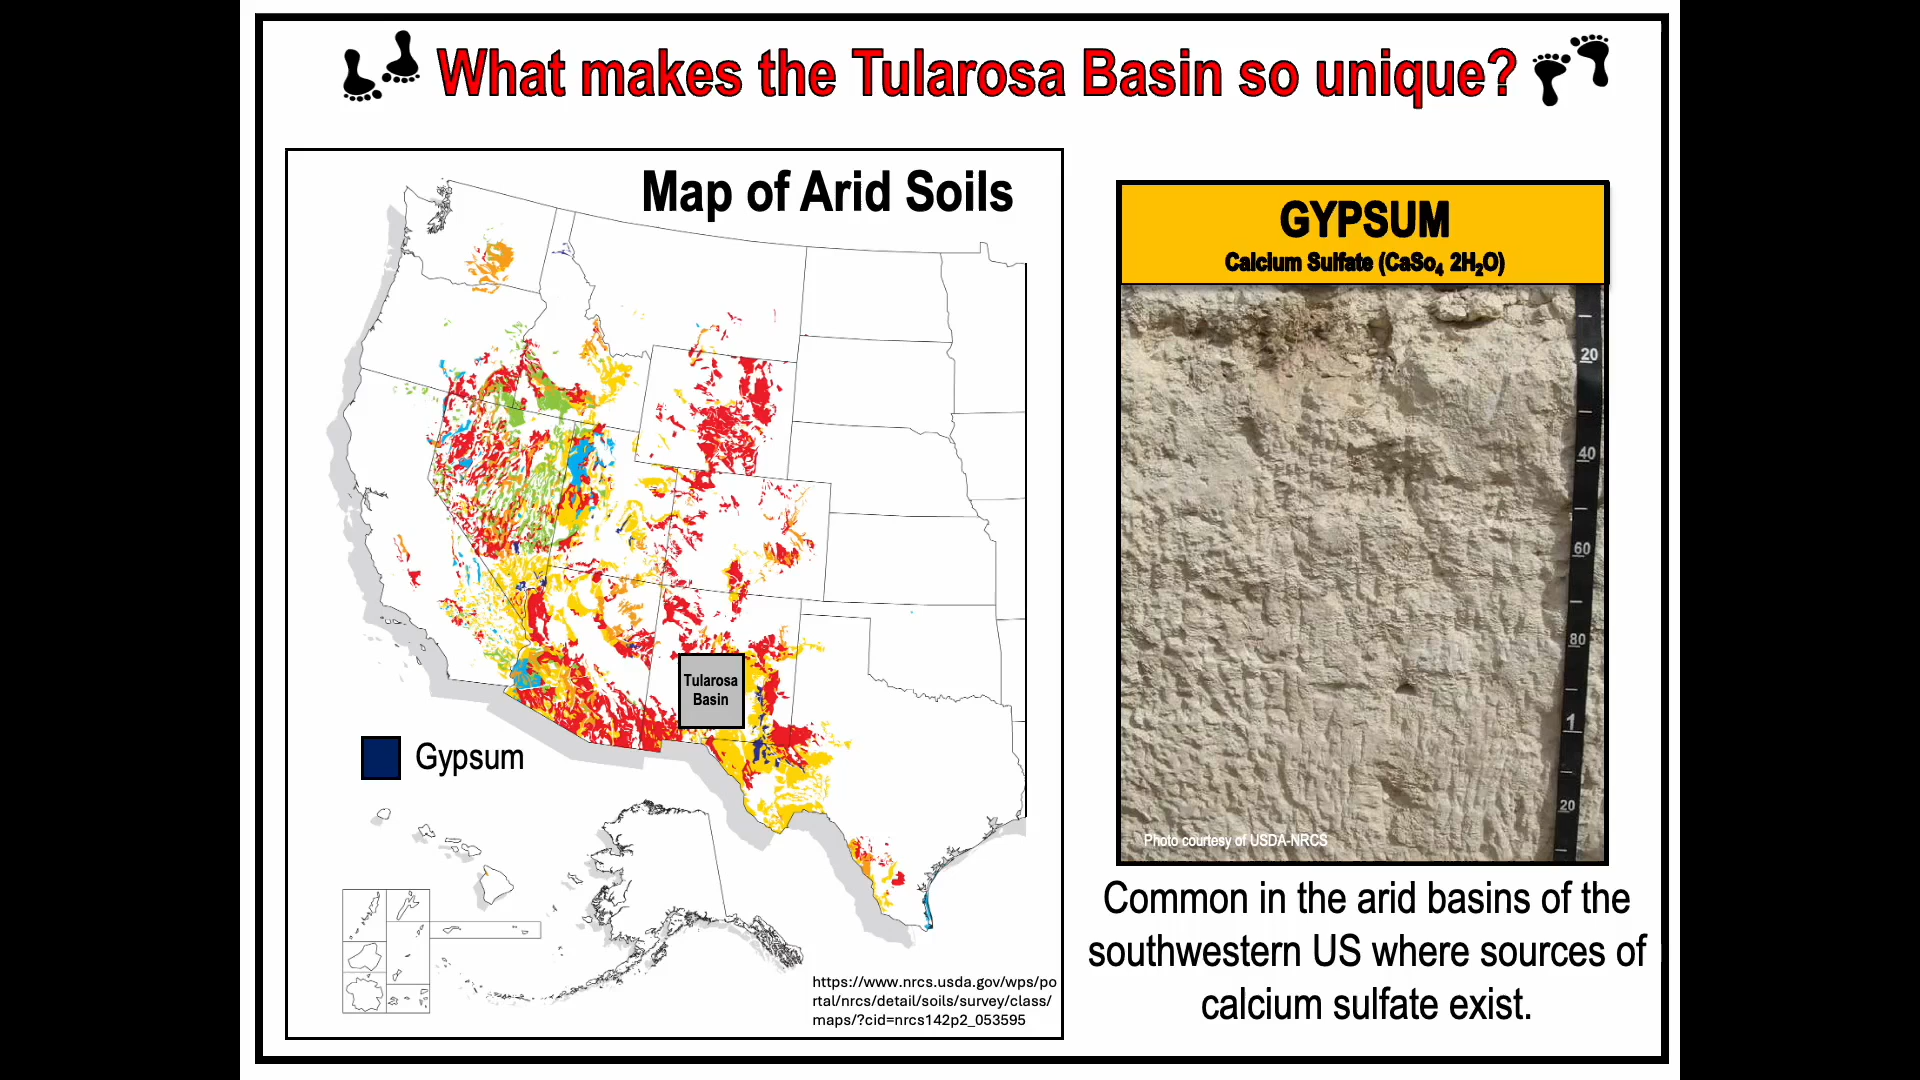 What makes the Tularosa Basin so unique?
Map of Arid Soils
Tularosa
Basin
Gypsum
https://www.nrcs.usda.gov/wps/po
rtal/nrcs/detail/soils/survey/class/
maps/?cid=nrcs142p2_053595
GYPSUM
Calcium Sulfate (CaSo₄ 2H₂O)
20
40
60
80
1
20
Photo courtesy of USDA-NRCS
Common in the arid basins of the
southwestern US where sources of
calcium sulfate exist.